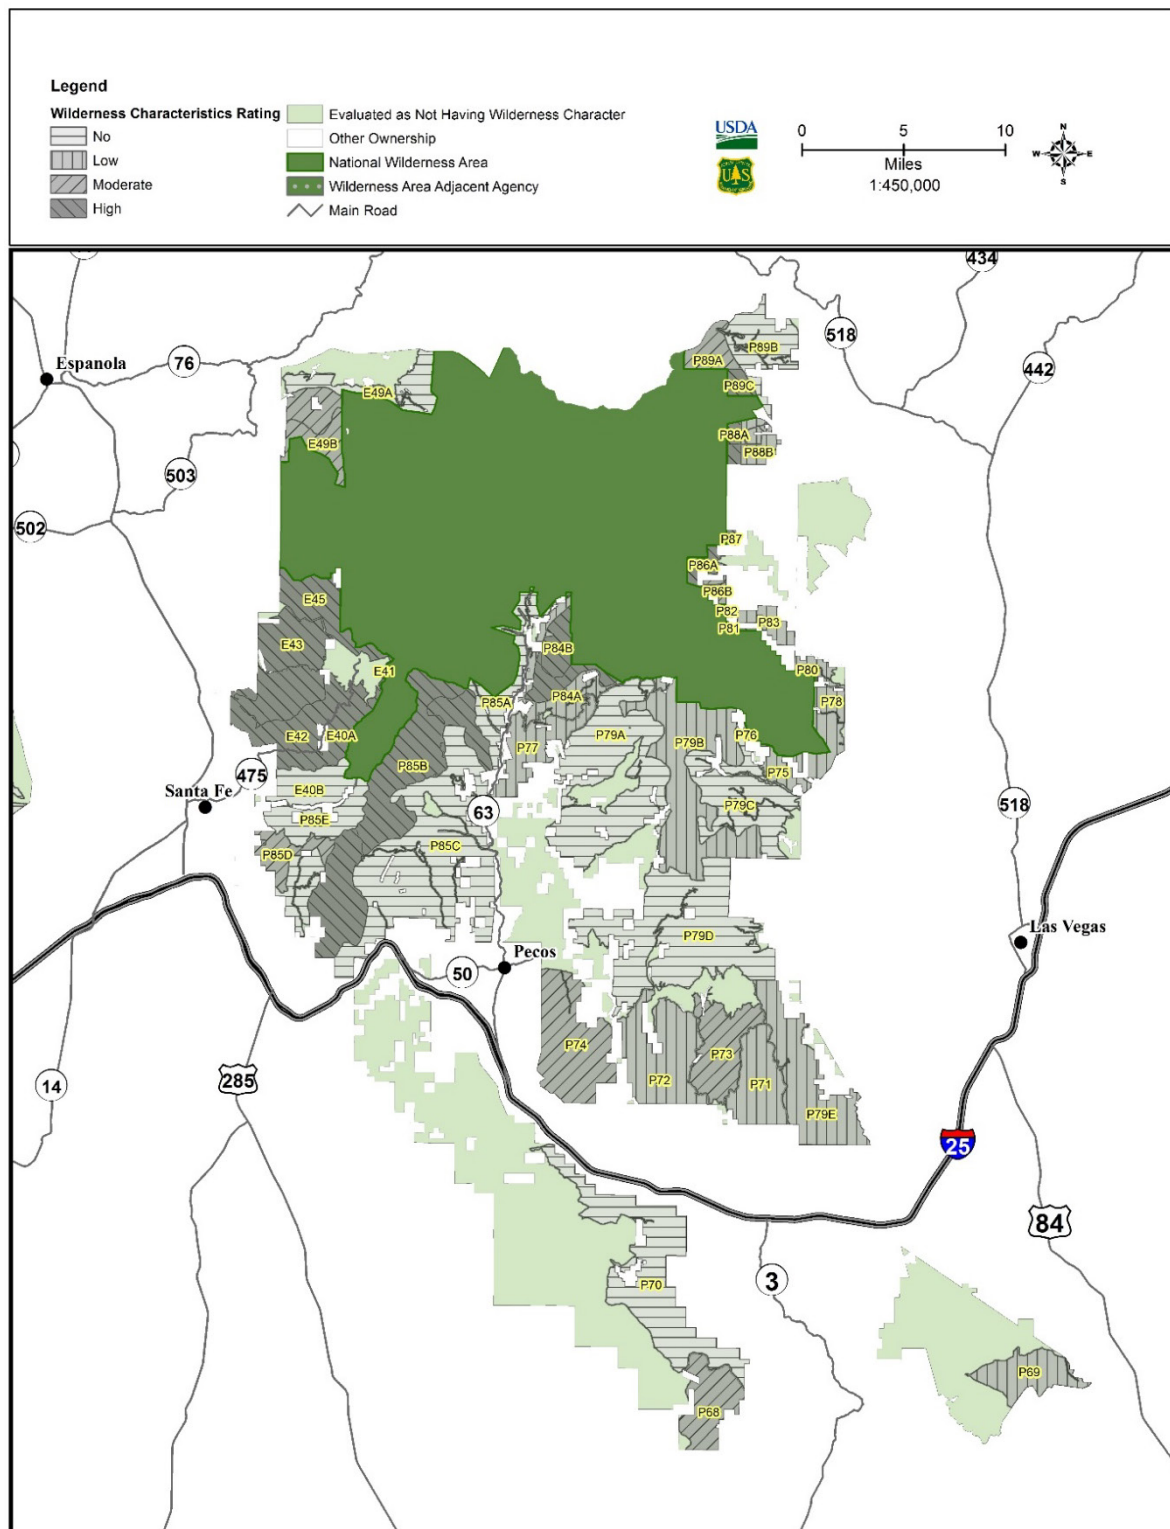 Legend
Wilderness Characteristics Rating
No
Low
Moderate
High
Evaluated as Not Having Wilderness Character
Other Ownership
National Wilderness Area
Wilderness Area Adjacent Agency
Main Road
USDA
U S
0 5 10
Miles
1:450,000
N
W E
S
434
518
442
Espanola
76
503
502
P89B
P89A
P89C
E49A
E49B
P88A
P88B
P87
P86A
P86B
P82
P81
P83
E45
E43
E41
P84B
P80
P84A
P85A
P78
E42
E40A
P79A
P79B
P76
P77
P85B
P75
475
Santa Fe
E40B
P85E
63
P79C
518
P85D
P85C
P79D
Las Vegas
Pecos
50
P74
P73
P72
P71
P79E
14
285
25
84
3
P70
P69
P68